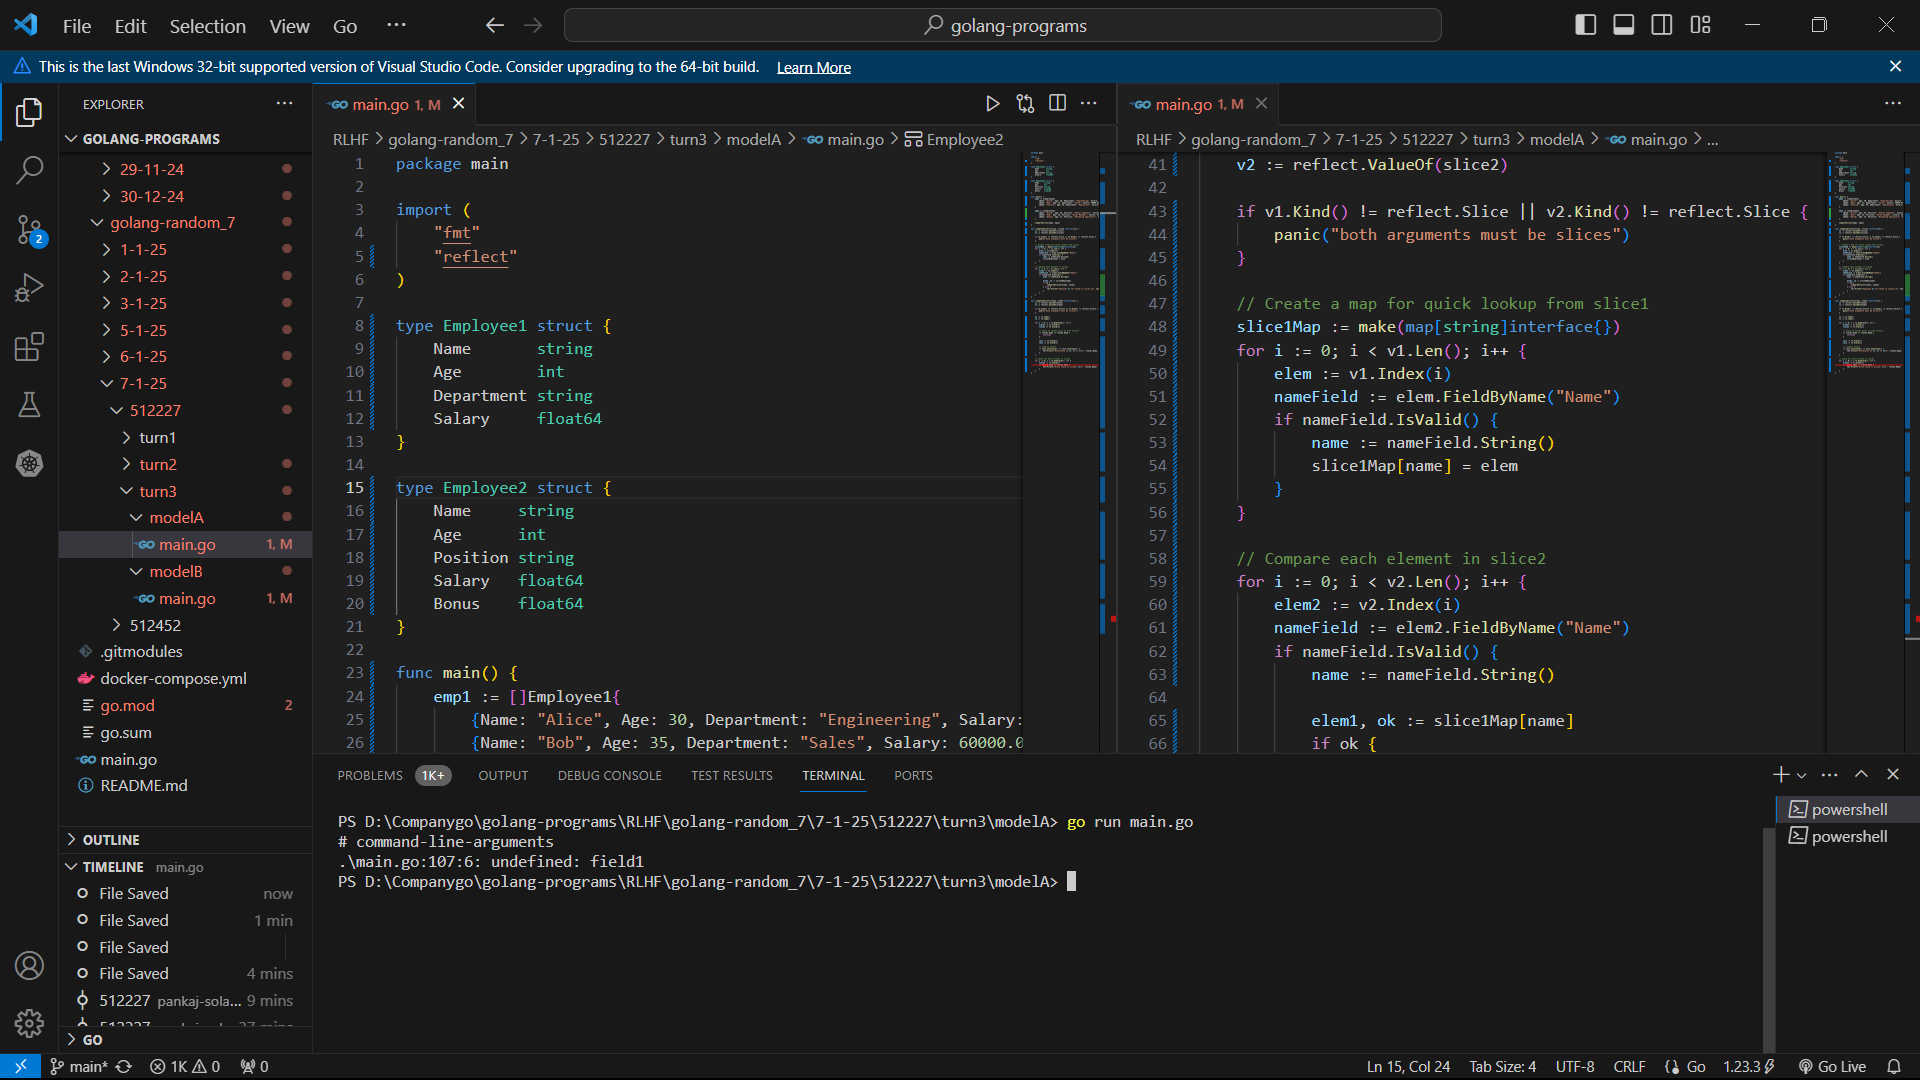 File Edit Selection View Go ···
golang-programs
This is the last Windows 32-bit supported version of Visual Studio Code. Consider upgrading to the 64-bit build. Learn More
EXPLORER
GOLANG-PROGRAMS
29-11-24
30-12-24
golang-random_7
1-1-25
2-1-25
3-1-25
5-1-25
6-1-25
7-1-25
512227
turn1
turn2
turn3
modelA
main.go 1, M
modelB
main.go 1, M
512452
.gitmodules
docker-compose.yml
go.mod 2
go.sum
main.go
README.md
OUTLINE
TIMELINE main.go
File Saved now
File Saved 1 min
File Saved
File Saved 4 mins
512227 pankaj-sola... 9 mins
GO
2
main.go 1, M
RLHF > golang-random_7 > 7-1-25 > 512227 > turn3 > modelA > main.go > Employee2
1 package main
2
3 import (
4 "fmt"
5 "reflect"
6 )
7
8 type Employee1 struct {
9 Name string
10 Age int
11 Department string
12 Salary float64
13 }
14
15 type Employee2 struct {
16 Name string
17 Age int
18 Position string
19 Salary float64
20 Bonus float64
21 }
22
23 func main() {
24 emp1 := []Employee1{
25 {Name: "Alice", Age: 30, Department: "Engineering", Salary:
26 {Name: "Bob", Age: 35, Department: "Sales", Salary: 60000.0
main.go 1, M
RLHF > golang-random_7 > 7-1-25 > 512227 > turn3 > modelA > main.go > ...
41 v2 := reflect.ValueOf(slice2)
42
43 if v1.Kind() != reflect.Slice || v2.Kind() != reflect.Slice {
44 panic("both arguments must be slices")
45 }
46
47 // Create a map for quick lookup from slice1
48 slice1Map := make(map[string]interface{})
49 for i := 0; i < v1.Len(); i++ {
50 elem := v1.Index(i)
51 nameField := elem.FieldByName("Name")
52 if nameField.IsValid() {
53 name := nameField.String()
54 slice1Map[name] = elem
55 }
56 }
57
58 // Compare each element in slice2
59 for i := 0; i < v2.Len(); i++ {
60 elem2 := v2.Index(i)
61 nameField := elem2.FieldByName("Name")
62 if nameField.IsValid() {
63 name := nameField.String()
64
65 elem1, ok := slice1Map[name]
66 if ok {
PROBLEMS 1K+ OUTPUT DEBUG CONSOLE TEST RESULTS TERMINAL PORTS
PS D:\Companygo\golang-programs\RLHF\golang-random_7\7-1-25\512227\turn3\modelA> go run main.go
# command-line-arguments
.\main.go:107:6: undefined: field1
PS D:\Companygo\golang-programs\RLHF\golang-random_7\7-1-25\512227\turn3\modelA>
powershell
powershell
main* 1K 0 0 Ln 15, Col 24 Tab Size: 4 UTF-8 CRLF Go 1.23.3 Go Live